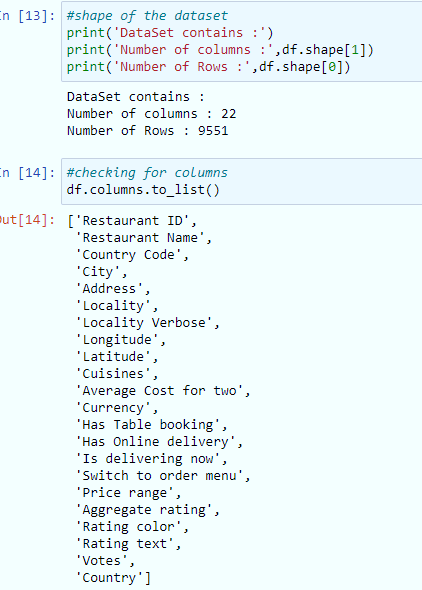 n [13]: #shape of the dataset
print('DataSet contains :')
print('Number of columns :',df.shape[1])
print('Number of Rows :',df.shape[0])
DataSet contains :
Number of columns : 22
Number of Rows : 9551
n [14]: #checking for columns
df.columns.to_list()
Out[14]: ['Restaurant ID',
'Restaurant Name',
'Country Code',
'City',
'Address',
'Locality',
'Locality Verbose',
'Longitude',
'Latitude',
'Cuisines',
'Average Cost for two',
'Currency',
'Has Table booking',
'Has Online delivery',
'Is delivering now',
'Switch to order menu',
'Price range',
'Aggregate rating',
'Rating color',
'Rating text',
'Votes',
'Country']